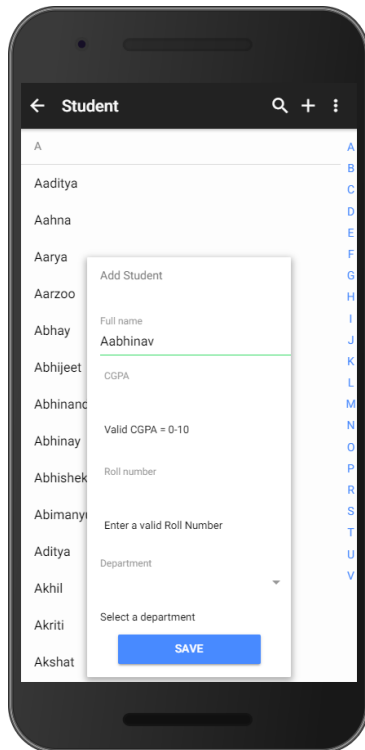 Student
A
Aaditya
Aahna
Aarya
Aarzoo
Abhay
Abhijeet
Abhinand
Abhinay
Abhishek
Abimanyu
Aditya
Akhil
Akriti
Akshat
Add Student
Full name
Aabhinav
CGPA
Valid CGPA = 0-10
Roll number
Enter a valid Roll Number
Department
Select a department
SAVE
A
B
C
D
E
F
G
H
I
J
K
L
M
N
O
P
R
S
T
U
V